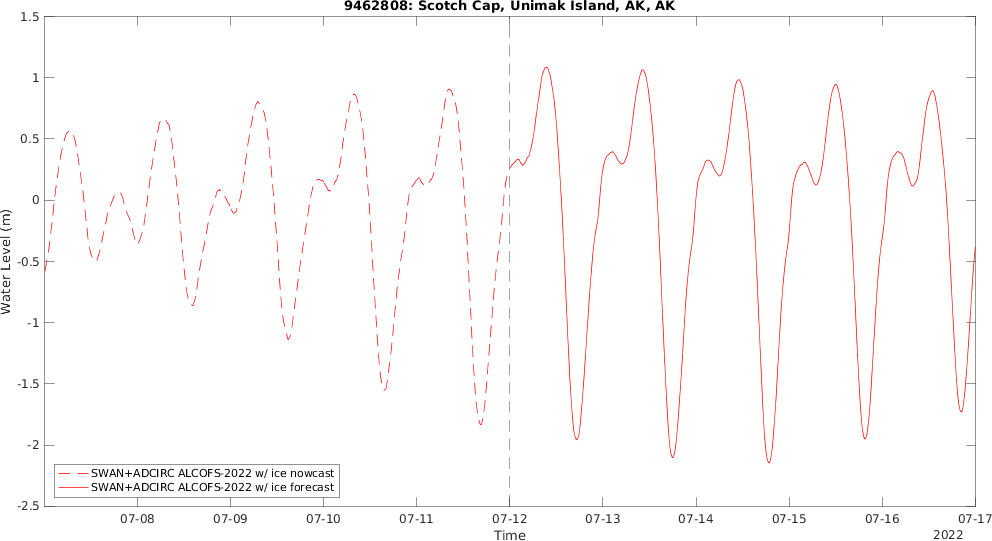 9462808: Scotch Cap, Unimak Island, AK, AK
1.5
1
0.5
0
-0.5
-1
-1.5
-2
-2.5
Water Level (m)
SWAN+ADCIRC ALCOFS-2022 w/ ice nowcast
SWAN+ADCIRC ALCOFS-2022 w/ ice forecast
07-08 07-09 07-10 07-11 07-12 07-13 07-14 07-15 07-16 07-17
Time
2022